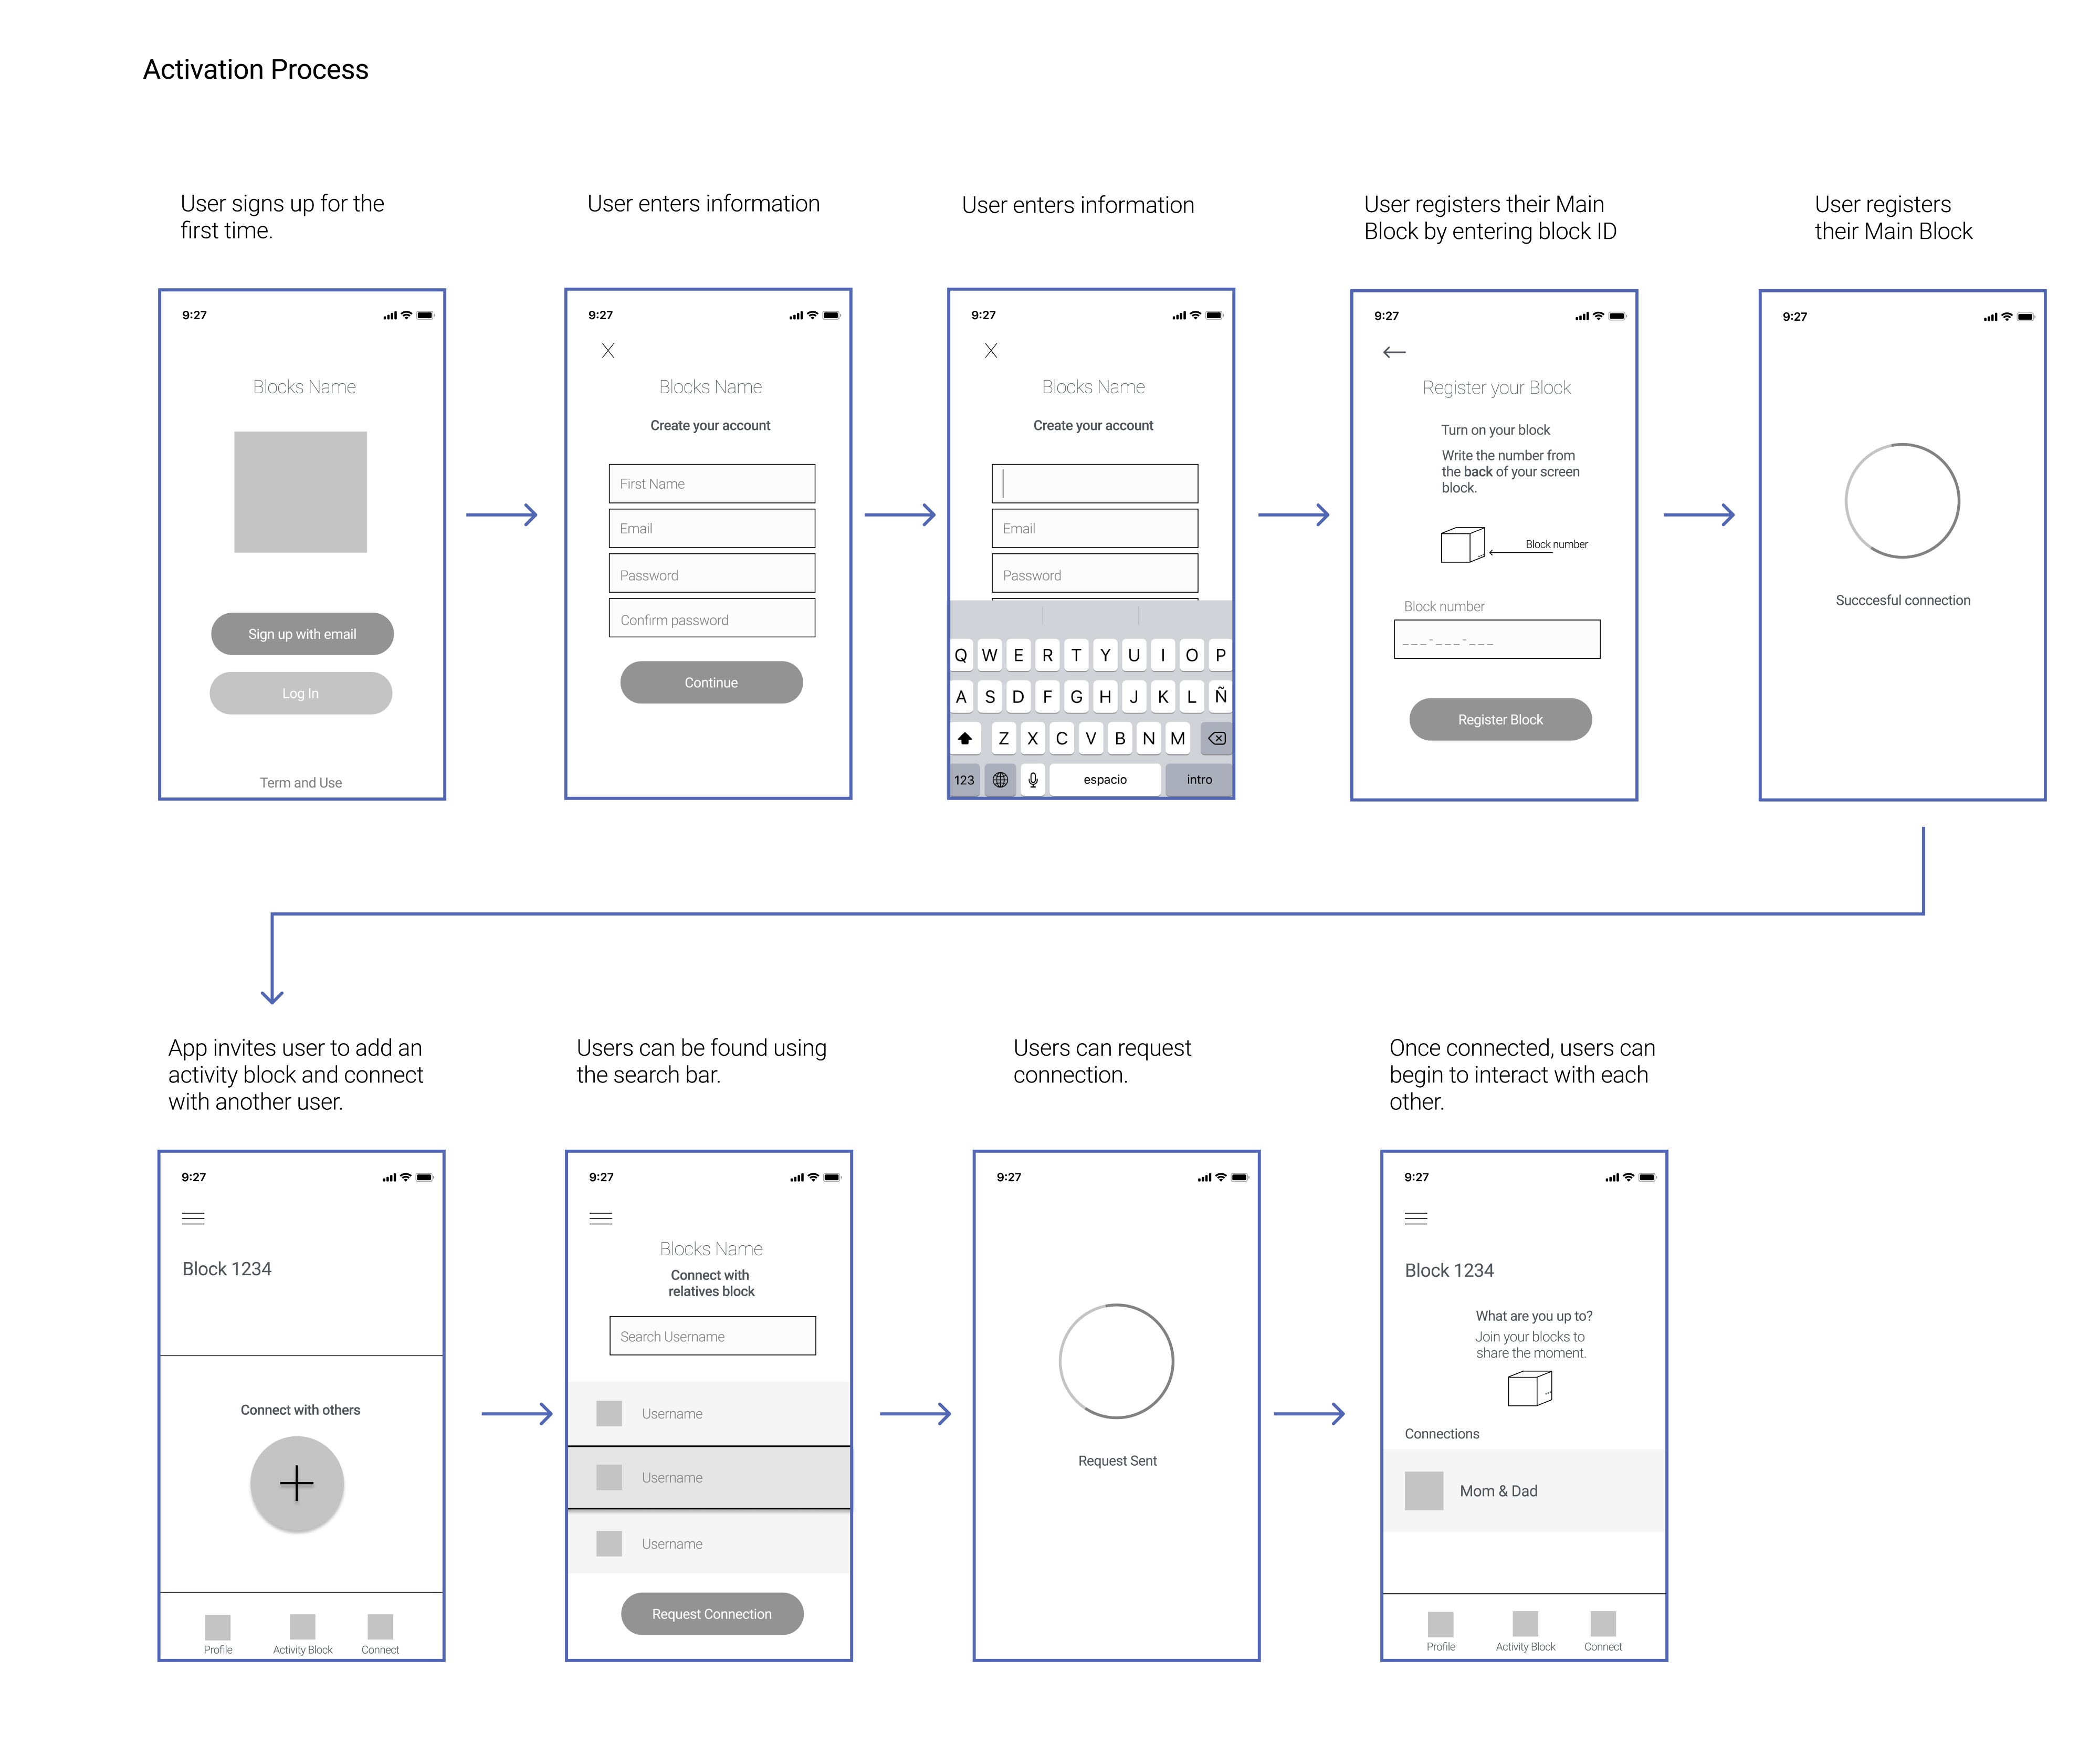 Activation Process
User signs up for the
first time.
9:27
Blocks Name
Sign up with email
Log In
Term and Use
User enters information
9:27
X
Blocks Name
Create your account
First Name
Email
Password
Confirm password
Continue
User enters information
9:27
X
Blocks Name
Create your account
Email
Password
Q W E R T Y U I O P
A S D F G H J K L Ñ
Z X C V B N M
123 espacio intro
User registers their Main
Block by entering block ID
9:27
Register your Block
Turn on your block
Write the number from
the back of your screen
block.
Block number
Block number
___-___-___
Register Block
User registers
their Main Block
9:27
Succcesful connection
App invites user to add an
activity block and connect
with another user.
9:27
Block 1234
Connect with others
Profile Activity Block Connect
Users can be found using
the search bar.
9:27
Blocks Name
Connect with
relatives block
Search Username
Username
Username
Username
Request Connection
Users can request
connection.
9:27
Request Sent
Once connected, users can
begin to interact with each
other.
9:27
Block 1234
What are you up to?
Join your blocks to
share the moment.
Connections
Mom & Dad
Profile Activity Block Connect